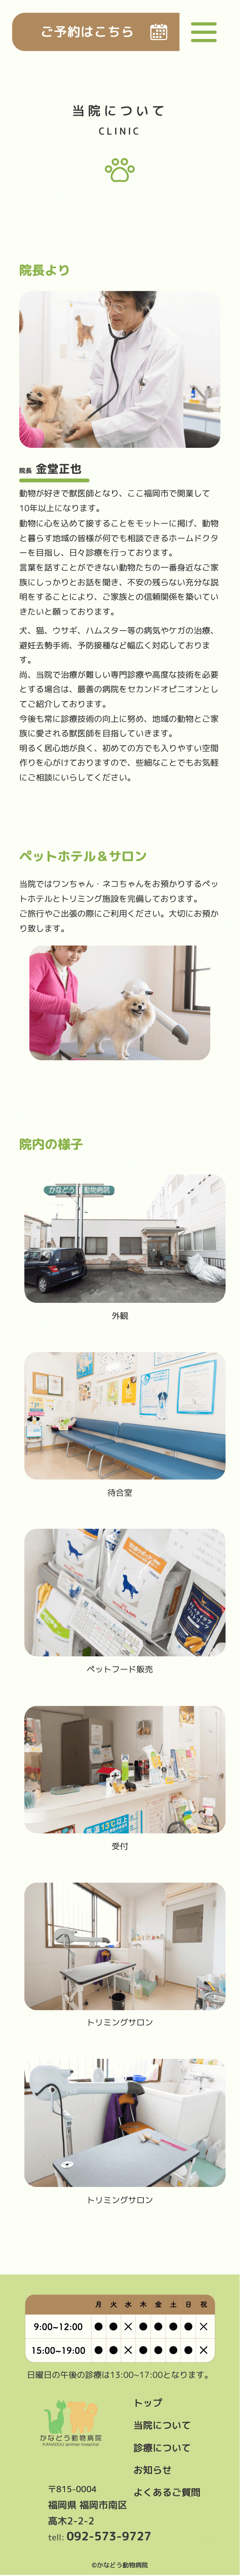 ご予約はこちら
当院について
CLINIC
院長より
院長 金堂正也
動物が好きで獣医師となり、ここ福岡市で開業して
10年以上になります。
動物に心を込めて接することをモットーに掲げ、動物
と暮らす地域の皆様が何でも相談できるホームドクタ
ーを目指し、日々診療を行っております。
言葉を話すことができない動物たちの一番身近なご家
族にしっかりとお話を聞き、不安の残らない充分な説
明をすることにより、ご家族との信頼関係を築いてい
きたいと願っております。
犬、猫、ウサギ、ハムスター等の病気やケガの治療、
避妊去勢手術、予防接種など幅広く対応しておりま
す。
尚、当院で治療が難しい専門診療や高度な技術を必要
とする場合は、最善の病院をセカンドオピニオンとし
てご紹介しております。
今後も常に診療技術の向上に努め、地域の動物とご家
族に愛される獣医師を目指していきます。
明るく居心地が良く、初めての方でも入りやすい空間
作りを心がけておりますので、些細なことでもお気軽
にご相談にいらしてください。
ペットホテル＆サロン
当院ではワンちゃん・ネコちゃんをお預かりするペッ
トホテルとトリミング施設を完備しております。
ご旅行やご出張の際にご利用ください。大切にお預か
り致します。
院内の様子
かなどう動物病院
外観
待合室
ペットフード販売
受付
トリミングサロン
トリミングサロン
月 火 水 木 金 土 日 祝
9:00~12:00 ● ● × ● ● ● ● ×
15:00~19:00 ● ● × ● ● ● ● ×
日曜日の午後の診療は13:00~17:00となります。
かなどう動物病院
KANADOU animal hospital
〒815-0004
福岡県 福岡市南区
高木2-2-2
tell: 092-573-9727
トップ
当院について
診療について
お知らせ
よくあるご質問
©かなどう動物病院